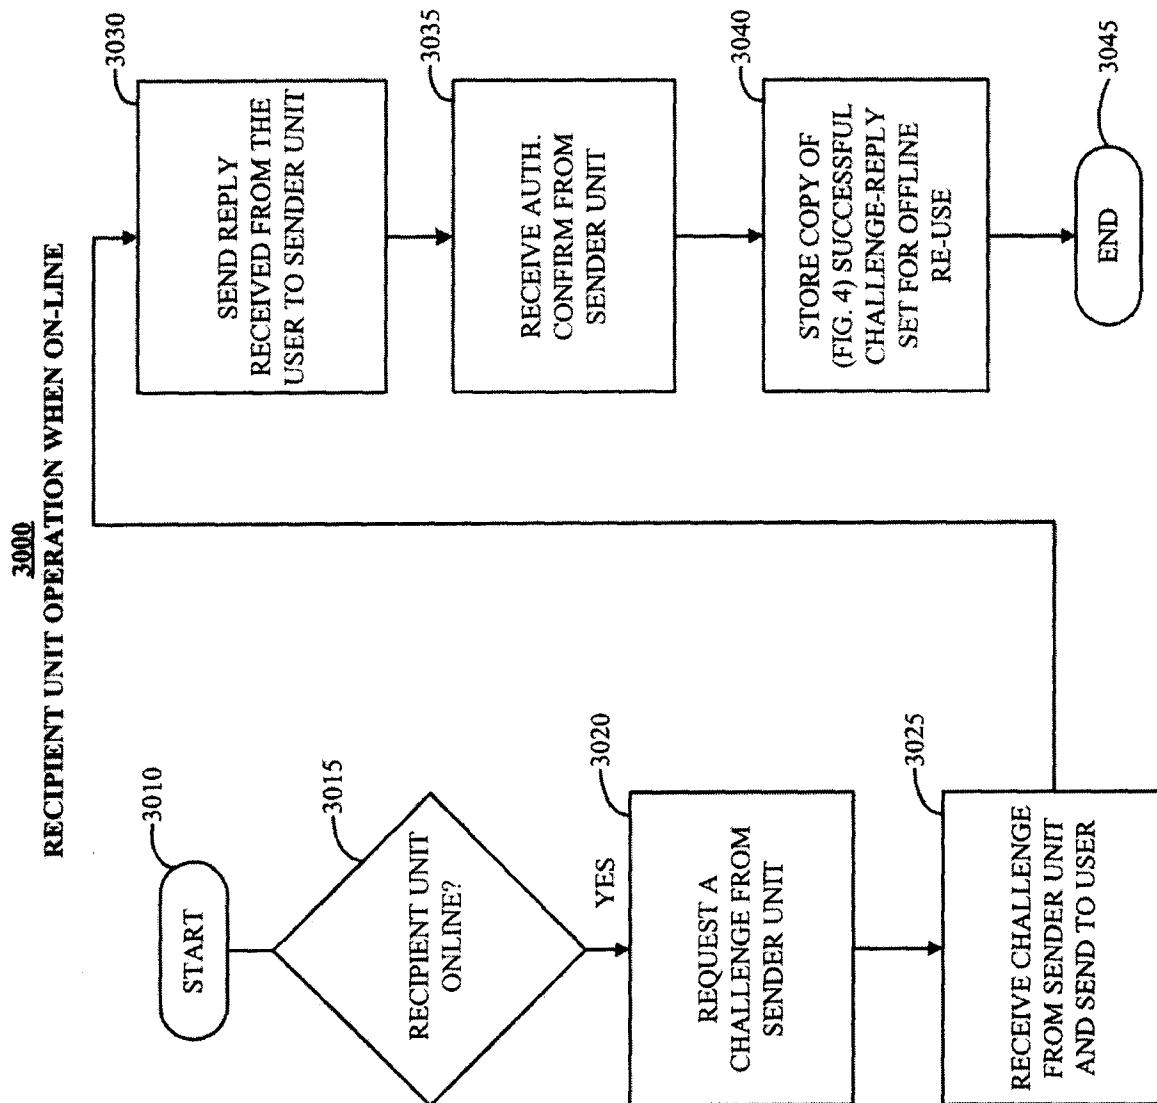 3000
RECIPIENT UNIT OPERATION WHEN ON-LINE
3010
START
3015
RECIPIENT UNIT
ONLINE?
YES
3020
REQUEST A
CHALLENGE FROM
SENDER UNIT
3025
RECEIVE CHALLENGE
FROM SENDER UNIT
AND SEND TO USER
3030
SEND REPLY
RECEIVED FROM THE
USER TO SENDER UNIT
3035
RECEIVE AUTH.
CONFIRM FROM
SENDER UNIT
3040
STORE COPY OF
(FIG. 4) SUCCESSFUL
CHALLENGE-REPLY
SET FOR OFFLINE
RE-USE
3045
END